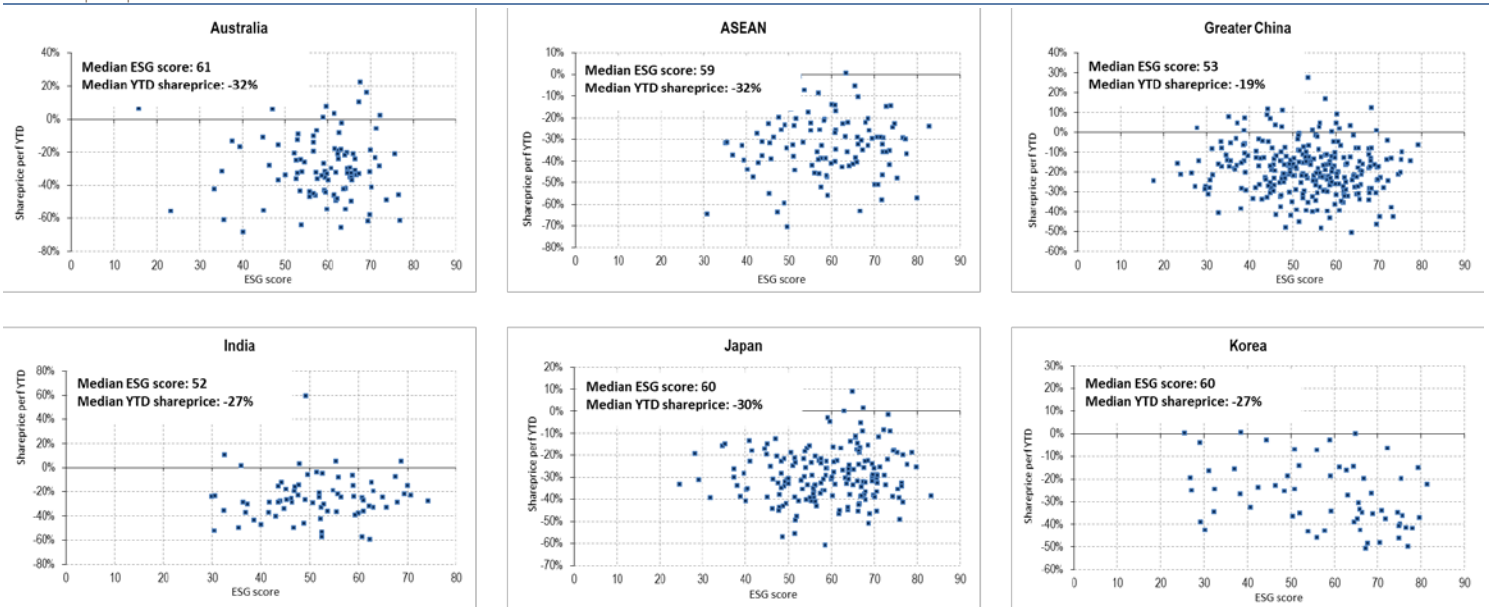 Australia
Shareprice perf YTD
Median ESG score: 61
Median YTD shareprice: -32%
40%
20%
0%
-20%
-40%
-60%
-80%
0 10 20 30 40 50 60 70 80 90
ESG score
ASEAN
Shareprice perf YTD
Median ESG score: 59
Median YTD shareprice: -32%
10%
0%
-10%
-20%
-30%
-40%
-50%
-60%
-70%
-80%
0 10 20 30 40 50 60 70 80 90
ESG score
Greater China
Shareprice perf YTD
Median ESG score: 53
Median YTD shareprice: -19%
40%
30%
20%
10%
0%
-10%
-20%
-30%
-40%
-50%
-60%
0 10 20 30 40 50 60 70 80 90
ESG score
India
Shareprice perf YTD
Median ESG score: 52
Median YTD shareprice: -27%
80%
60%
40%
20%
0%
-20%
-40%
-60%
-80%
0 10 20 30 40 50 60 70 80
ESG score
Japan
Shareprice perf YTD
Median ESG score: 60
Median YTD shareprice: -30%
20%
10%
0%
-10%
-20%
-30%
-40%
-50%
-60%
-70%
0 10 20 30 40 50 60 70 80 90
ESG score
Korea
Shareprice perf YTD
Median ESG score: 60
Median YTD shareprice: -27%
30%
20%
10%
0%
-10%
-20%
-30%
-40%
-50%
-60%
0 10 20 30 40 50 60 70 80 90
ESG score